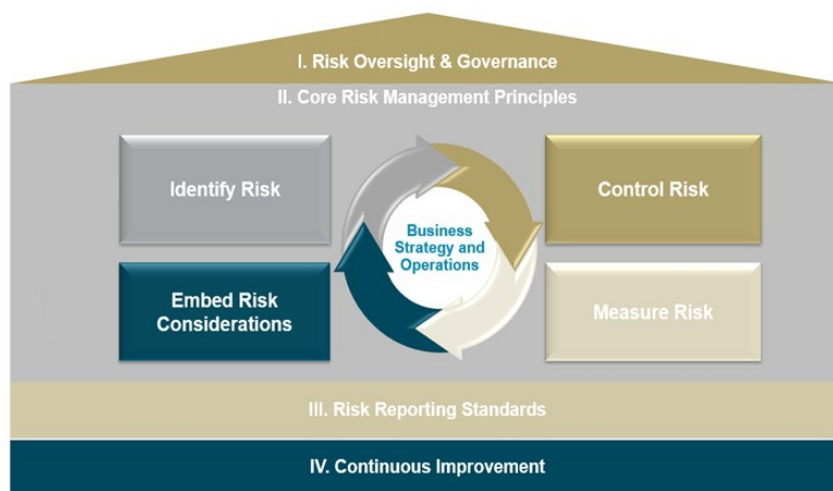 I. Risk Oversight & Governance
II. Core Risk Management Principles
Identify Risk
Control Risk
Business
Strategy and
Operations
Embed Risk
Considerations
Measure Risk
III. Risk Reporting Standards
IV. Continuous Improvement